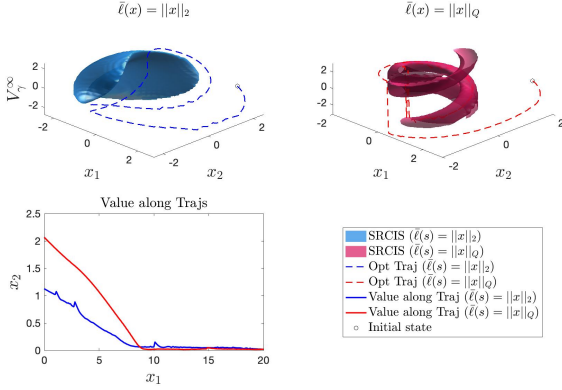 ℓ̄(x) = ||x||₂
ℓ̄(x) = ||x||_Q
V_γ^∞
2
0
-2
-2
0
2
x₁
-2
0
2
x₂
2
0
-2
-2
0
2
x₁
-2
0
2
x₂
Value along Trajs
2.5
2
1.5
1
0.5
0
x₂
0
5
10
15
20
x₁
SRCIS (ℓ̄(s) = ||x||₂)
SRCIS (ℓ̄(s) = ||x||_Q)
Opt Traj (ℓ̄(s) = ||x||₂)
Opt Traj (ℓ̄(s) = ||x||_Q)
Value along Traj (ℓ̄(s) = ||x||₂)
Value along Traj (ℓ̄(s) = ||x||_Q)
Initial state